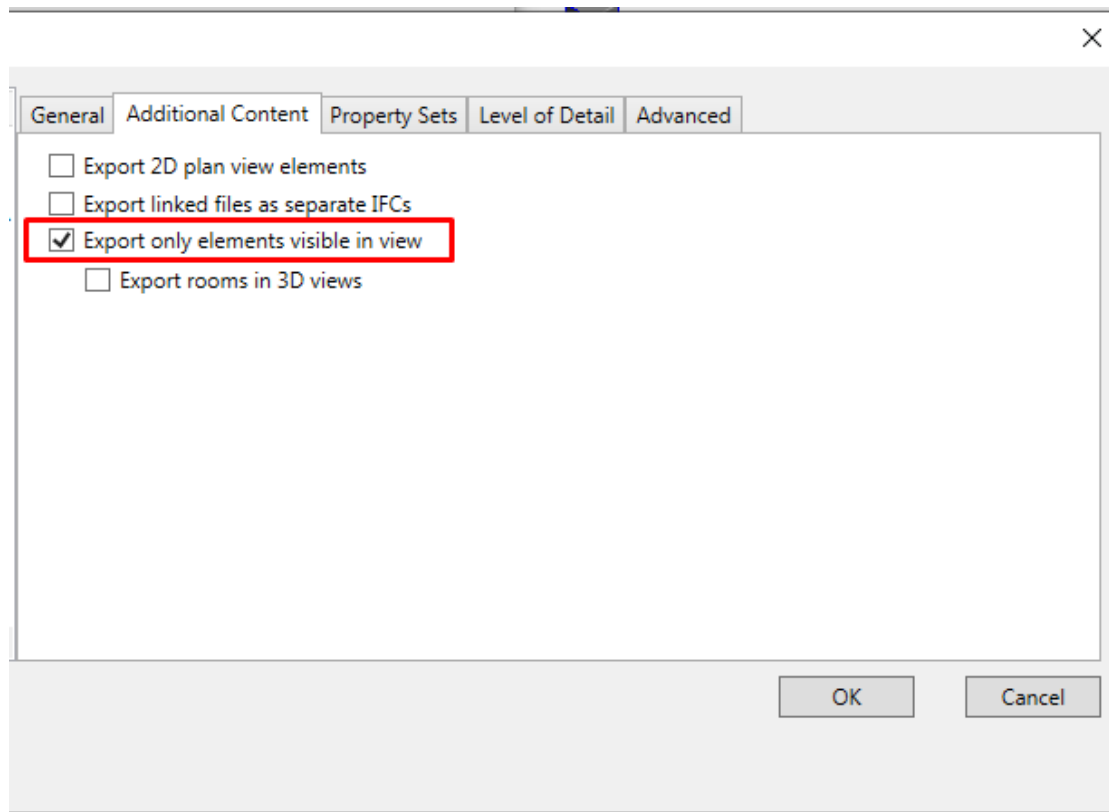 General Additional Content Property Sets Level of Detail Advanced
Export 2D plan view elements
Export linked files as separate IFCs
Export only elements visible in view
Export rooms in 3D views
OK Cancel